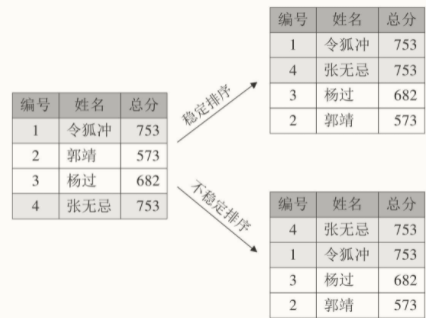 编号 姓名 总分
1 令狐冲 753
4 张无忌 753
3 杨过 682
2 郭靖 573
编号 姓名 总分
1 令狐冲 753
2 郭靖 573
3 杨过 682
4 张无忌 753
稳定排序
不稳定排序
编号 姓名 总分
4 张无忌 753
1 令狐冲 753
3 杨过 682
2 郭靖 573